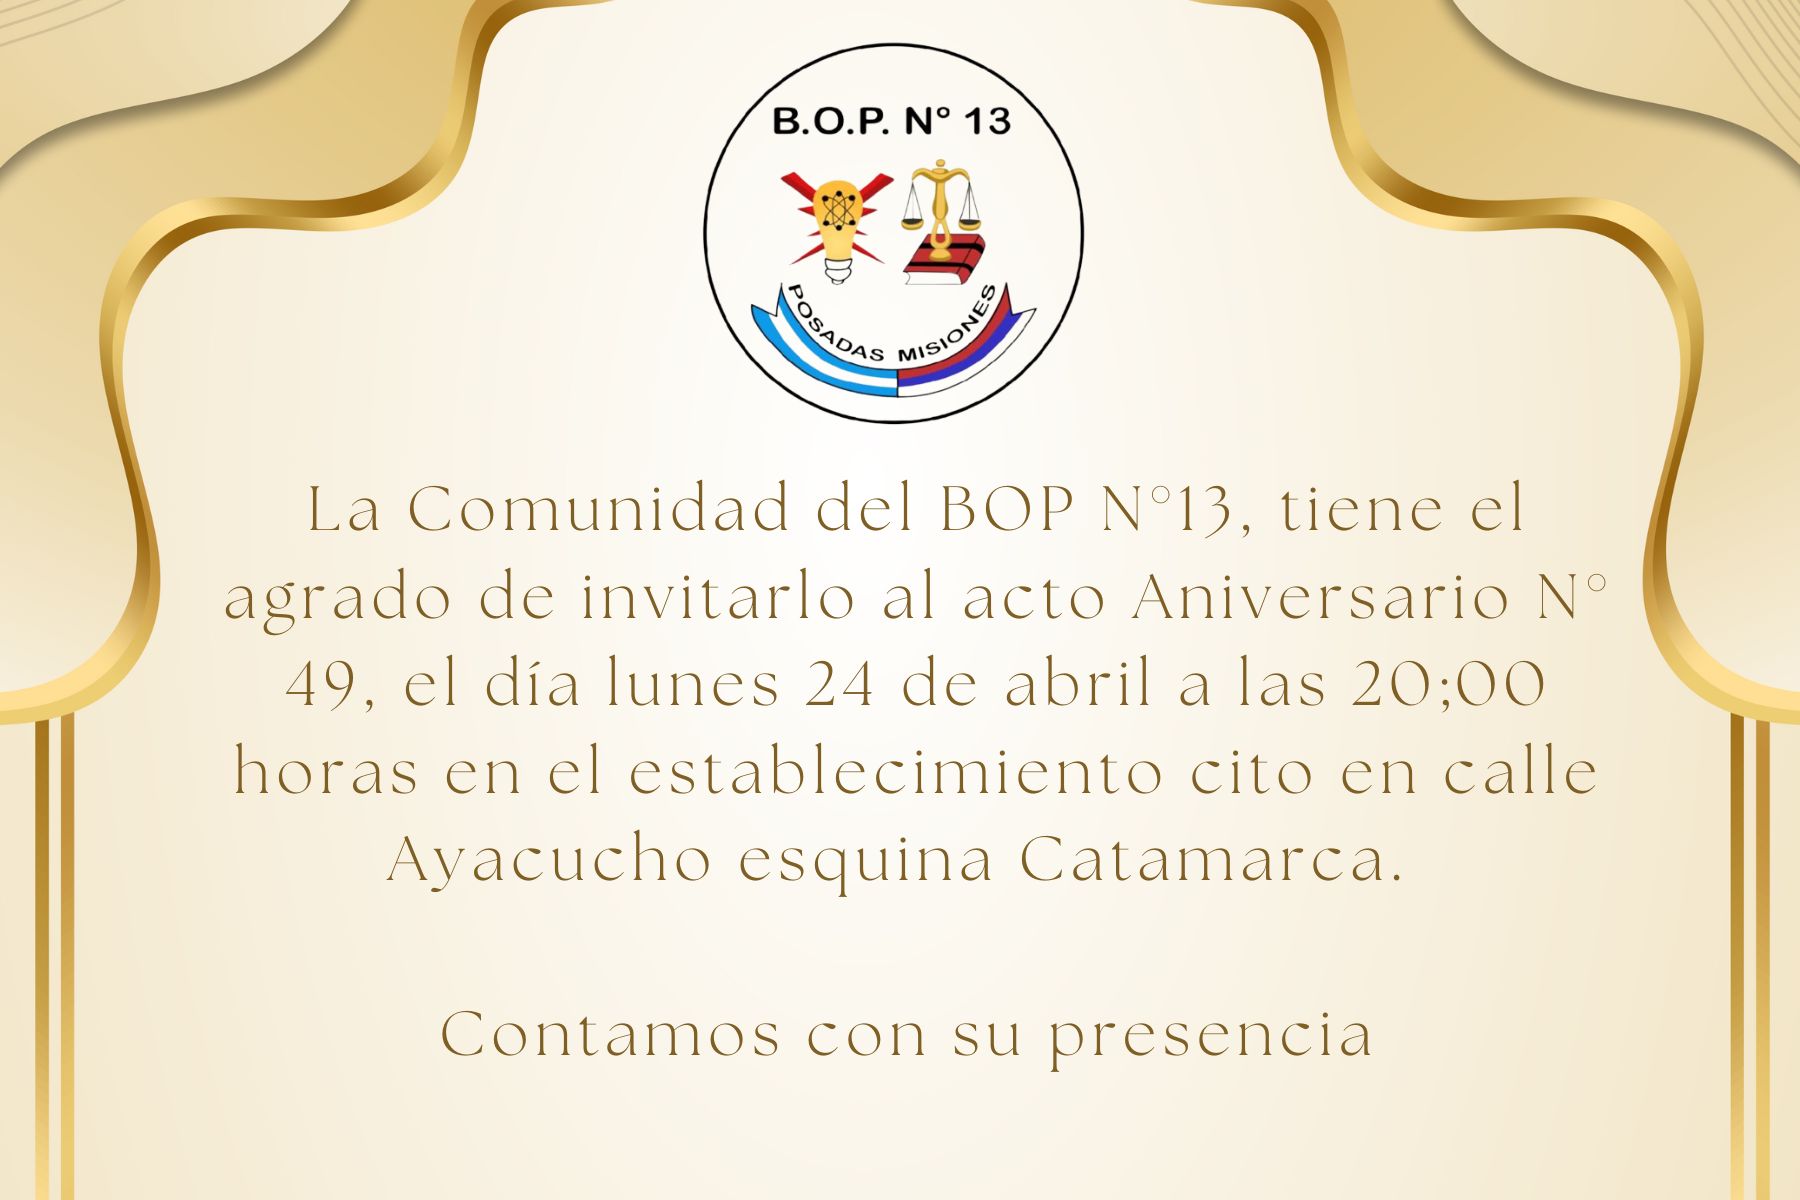 B.O.P. Nº 13
POSADAS MISIONES
La Comunidad del BOP N°13, tiene el
agrado de invitarlo al acto Aniversario N°
49, el día lunes 24 de abril a las 20;00
horas en el establecimiento cito en calle
Ayacucho esquina Catamarca.
Contamos con su presencia